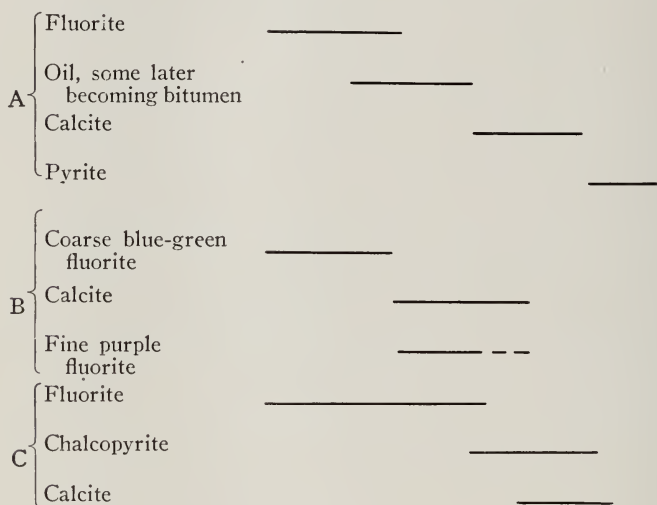 Fluorite
Oil, some later
becoming bitumen
A
Calcite
Pyrite
Coarse blue-green
fluorite
B
Calcite
Fine purple
fluorite
Fluorite
C
Chalcopyrite
Calcite